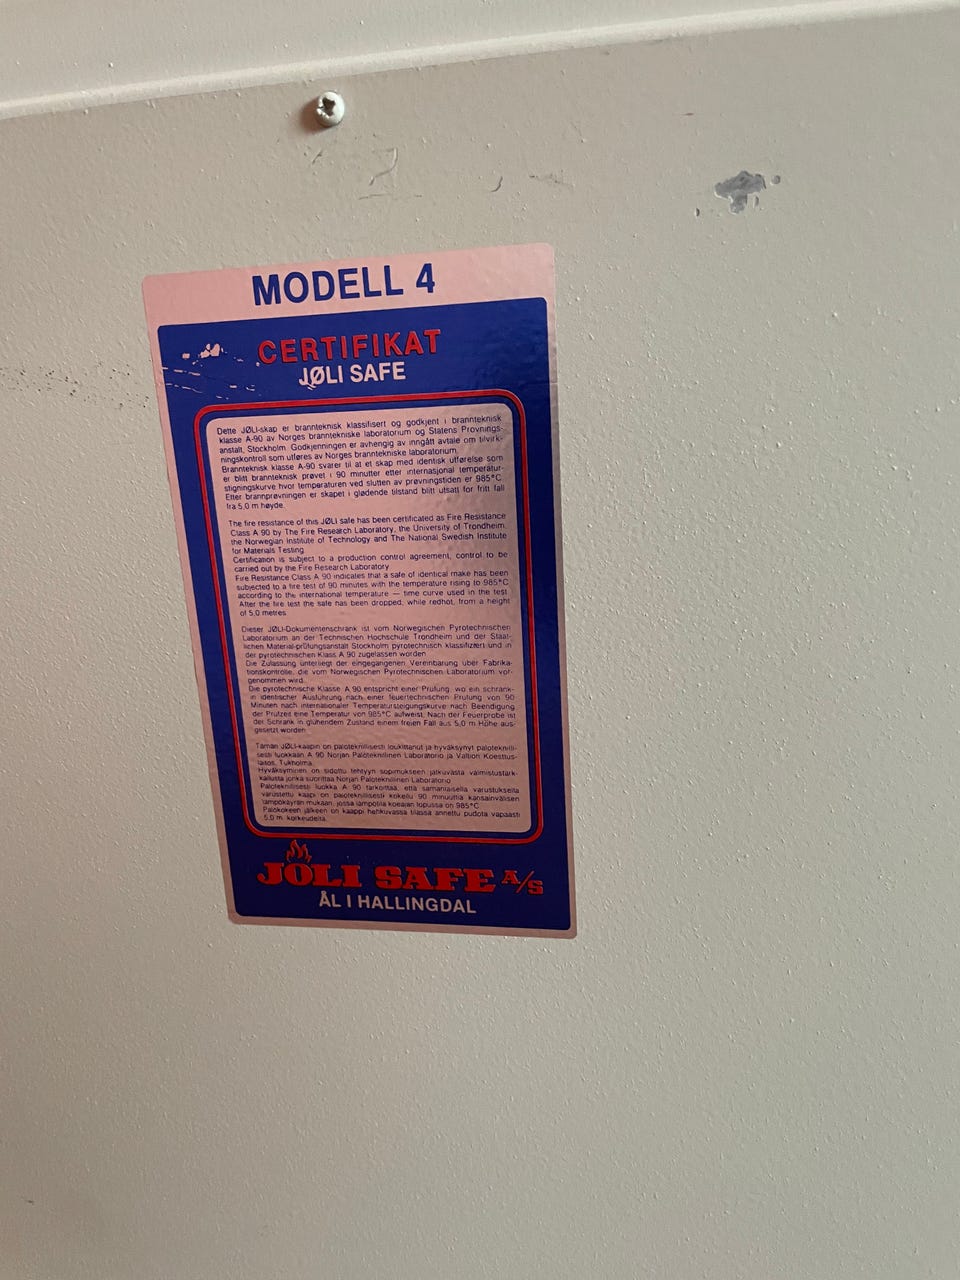 MODELL 4
CERTIFIKAT
JØLI SAFE
Dette JØLI-skap er brannteknisk klassifisert og godkjent i brannteknisk
klasse A-90 av Norges branntekniske laboratorium og Statens Provnings-
anstalt, Stockholm. Godkjenningen er avhengig av inngått avtale om tilvirk-
ningskontroll som utføres av Norges branntekniske laboratorium.
Brannteknisk klasse A-90 svarer til at et skap med identisk utførelse som
er blitt brannteknisk prøvet i 90 minutter etter internasjonal temperatur-
stigningskurve hvor temperaturen ved slutten av prøvningstiden er 985°C
Etter brannprøvningen er skapet i glødende tilstand blitt utsatt for fritt fall
fra 5,0 m høyde.
The fire resistance of this JØLI safe has been certificated as Fire Resistance
Class A 90 by The Fire Research Laboratory, the University of Trondheim,
the Norwegian Institute of Technology and The National Swedish Institute
for Materials Testing
Certification is subject to a production control agreement, control to be
carried out by the Fire Research Laboratory
Fire Resistance Class A 90 indicates that a safe of identical make has been
subjected to a fire test of 90 minutes with the temperature rising to 985°C
according to the international temperature — time curve used in the test
After the fire test the safe has been dropped, while redhot, from a height
of 5,0 metres
Dieser JØLI-Dokumentenschrank ist vom Norwegischen Pyrotechnischen
Laboratorium an der Technischen Hochschule Trondheim und der Staat-
lichen Material-prüfungsanstalt Stockholm pyrotechnisch klassifiziert und in
der pyrotechnischen Klass A 90 zugelassen worden
Die Zulassung unterliegt der eingegangenen Vereinbarung über Fabrika-
tionskontrolle, die vom Norwegischen Pyrotechnischen Laboratorium vor-
genommen wird.
Die pyrotechnische Klasse A 90 entspricht einer Prüfung, wo ein schrank-
in identischer Ausführung nach einer feuertechnischen Prüfung von 90
Minuten nach internationaler Temperatursteigungskurve nach Beendigung
der Prüfzeit eine Temperatur von 985°C aufweist. Nach der Feuerprobe ist
der Schrank in glühendem Zustand einem freien Fall aus 5,0 m Höhe aus-
gesetzt worden
Tämän JØLI-kaapin on paloteknillisesti loukittanut ja hyväksynyt paloteknilli-
sesti luokkaan A 90 Norjan Paloteknillinen Laboratorio ja Valtion Koestus-
laitos, Tukholma.
Hyväksyminen on sidottu tehtyyn sopimukseen jatkuvasta valmistustark-
kailusta jonka suorittaa Norjan Paloteknillinen Laboratorio
Paloteknillisesti luokka A 90 tarkoittaa, että samanlaisella varustuksella
varustettu kaapi on paloteknillisesti kokeiltu 90 minuuttia kansainvälisen
lämpökäyrän mukaan, jossa lämpötila koeajan lopussa on 985°C
Palokokeen jälkeen on kaappi hehkuvassa tilassa annettu pudota vapaasti
5,0 m. korkeudelta.
JØLI SAFE A/S
ÅL I HALLINGDAL